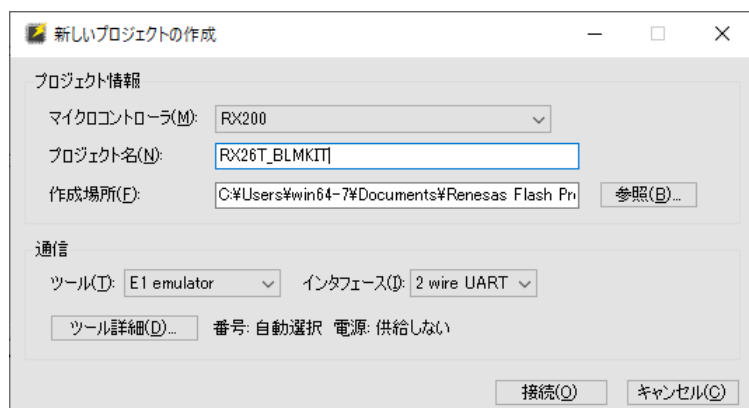 新しいプロジェクトの作成
プロジェクト情報
マイクロコントローラ(M): RX200
プロジェクト名(N): RX26T_BLMKIT
作成場所(F): C:¥Users¥win64-7¥Documents¥Renesas Flash Pr 参照(B)...
通信
ツール(T): E1 emulator インタフェース(I): 2 wire UART
ツール詳細(D)... 番号: 自動選択 電源: 供給しない
接続(O) キャンセル(C)